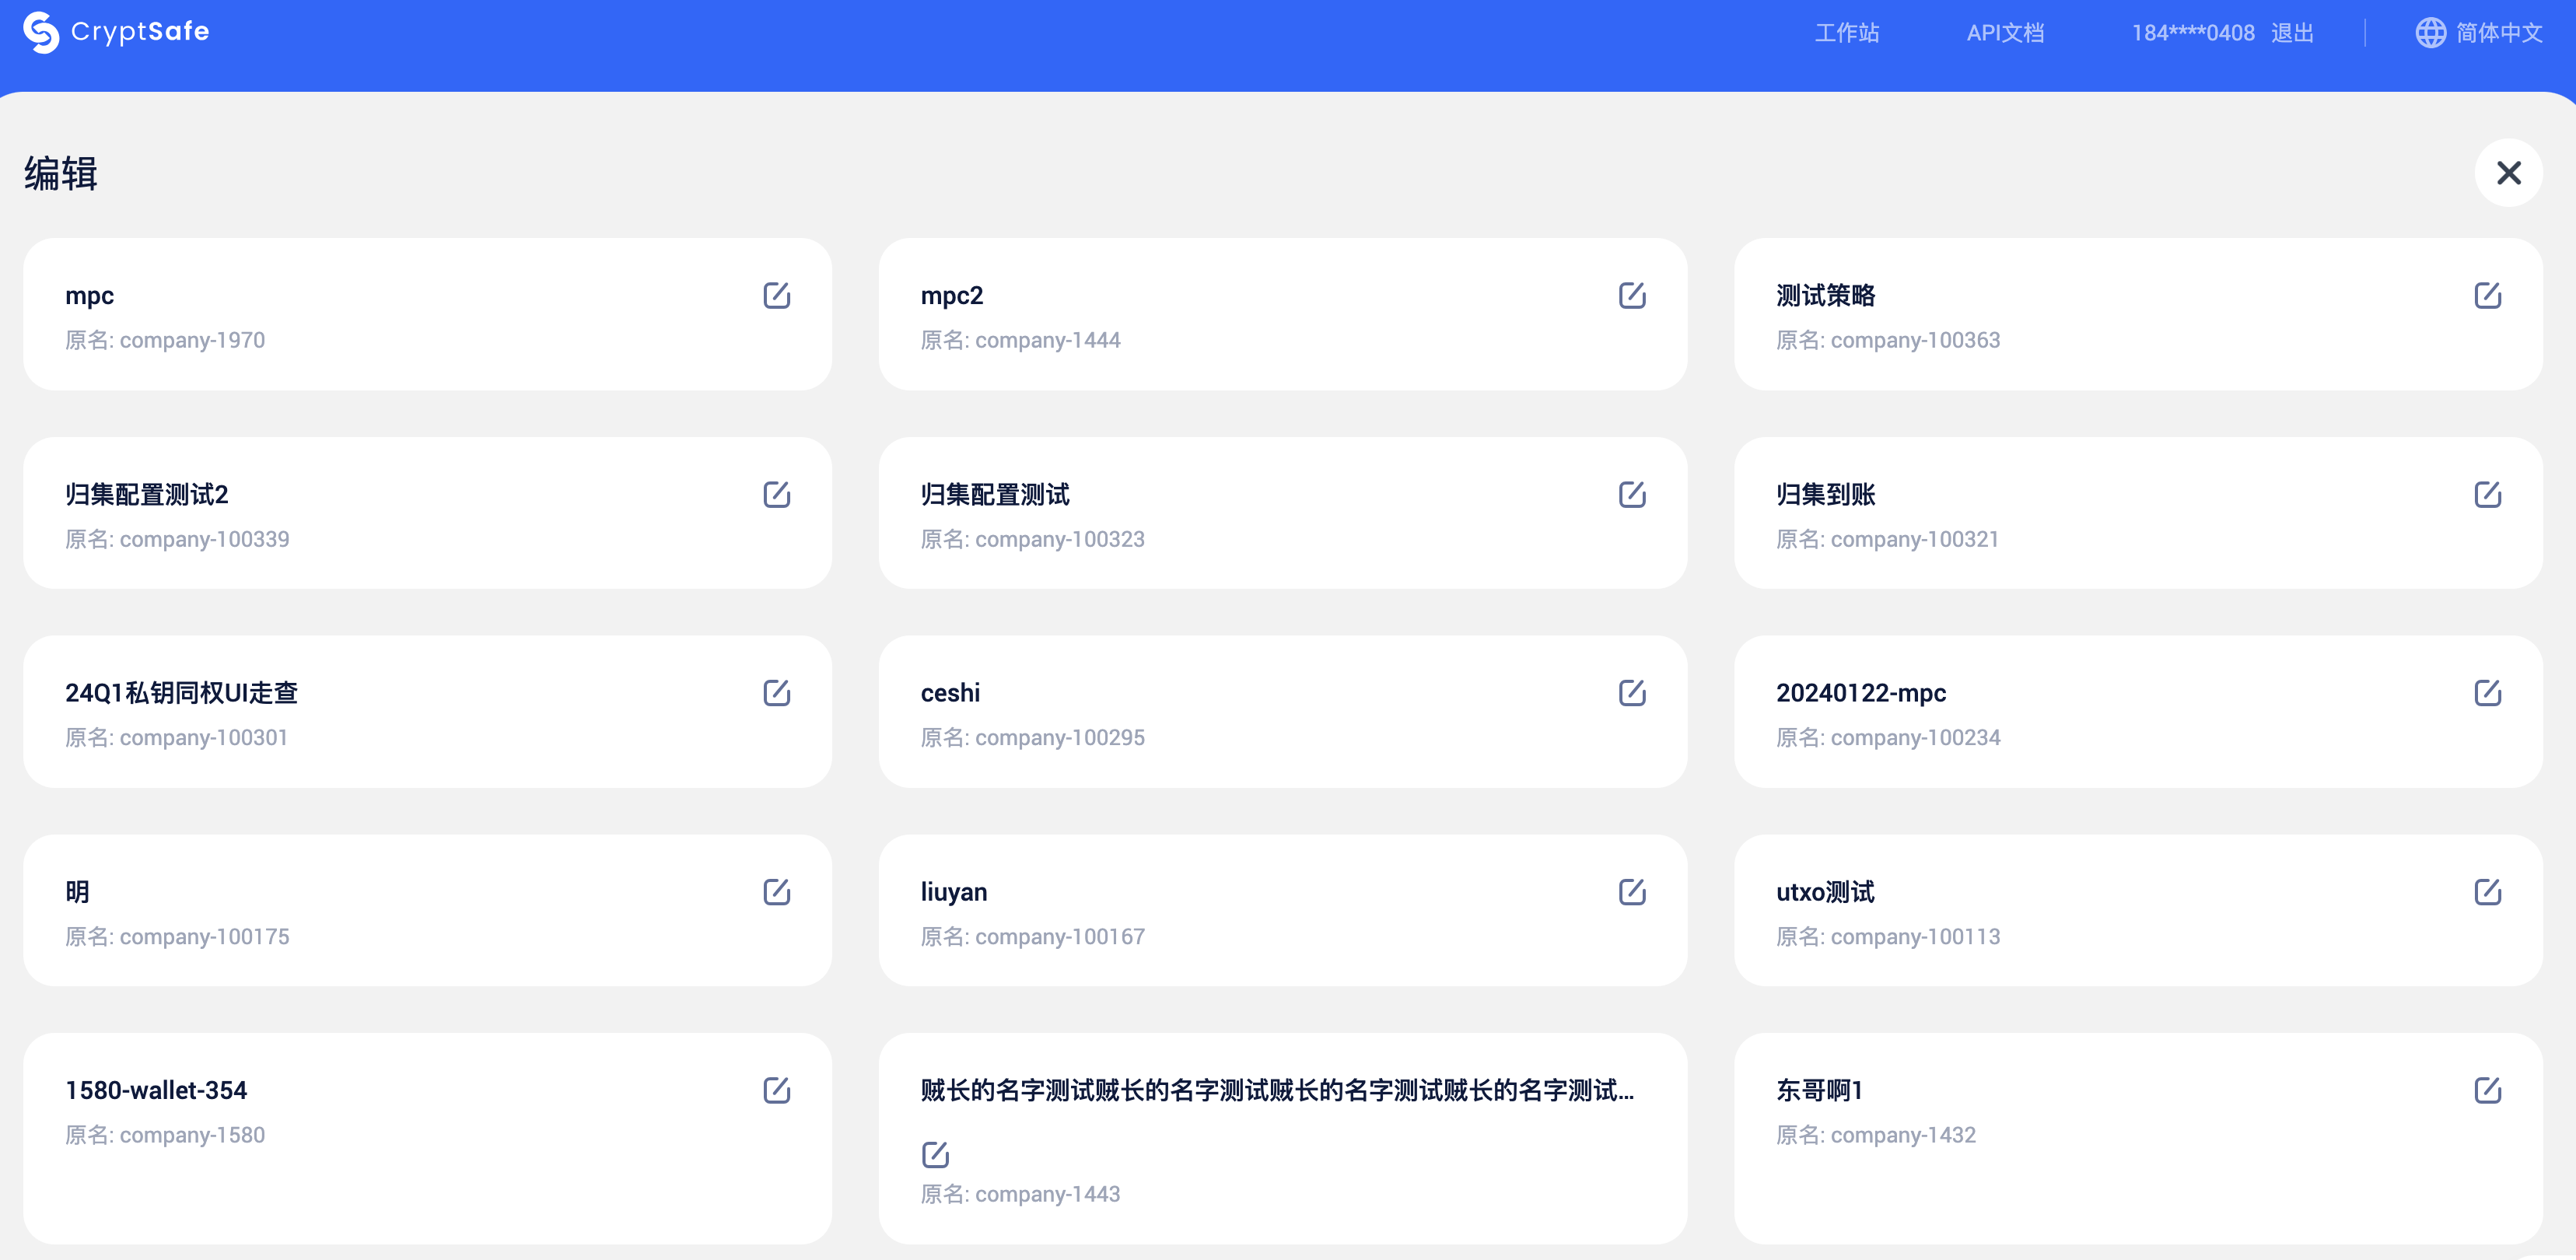 CryptSafe
工作站
API文档
184****0408 退出
简体中文
编辑
mpc
原名: company-1970
mpc2
原名: company-1444
测试策略
原名: company-100363
归集配置测试2
原名: company-100339
归集配置测试
原名: company-100323
归集到账
原名: company-100321
24Q1私钥同权UI走查
原名: company-100301
ceshi
原名: company-100295
20240122-mpc
原名: company-100234
明
原名: company-100175
liuyan
原名: company-100167
utxo测试
原名: company-100113
1580-wallet-354
原名: company-1580
贼长的名字测试贼长的名字测试贼长的名字测试贼长的名字测试...
原名: company-1443
东哥啊1
原名: company-1432